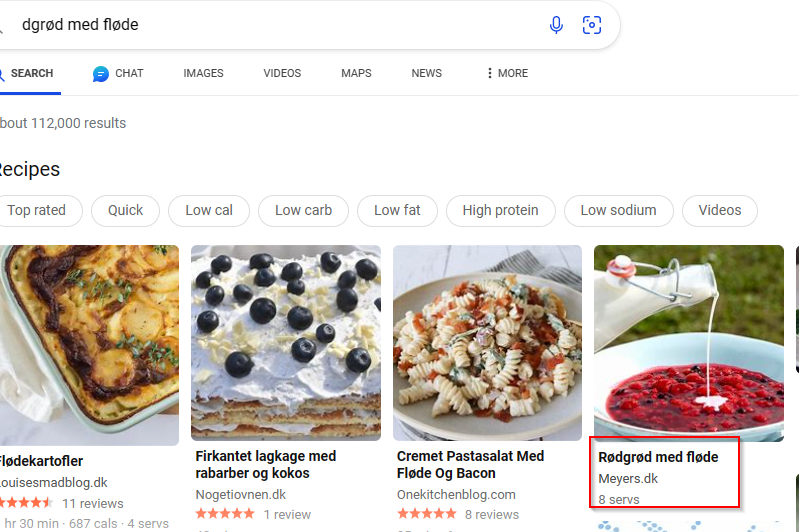 dgrød med fløde
SEARCH
CHAT
IMAGES
VIDEOS
MAPS
NEWS
MORE
bout 112,000 results
Recipes
Top rated
Quick
Low cal
Low carb
Low fat
High protein
Low sodium
Videos
Flødekartofler
ouisesmadblog.dk
11 reviews
hr 30 min · 687 cals · 4 servs
Firkantet lagkage med
rabarber og kokos
Nogetiovnen.dk
1 review
Cremet Pastasalat Med
Fløde Og Bacon
Onekitchenblog.com
8 reviews
Rødgrød med fløde
Meyers.dk
8 servs